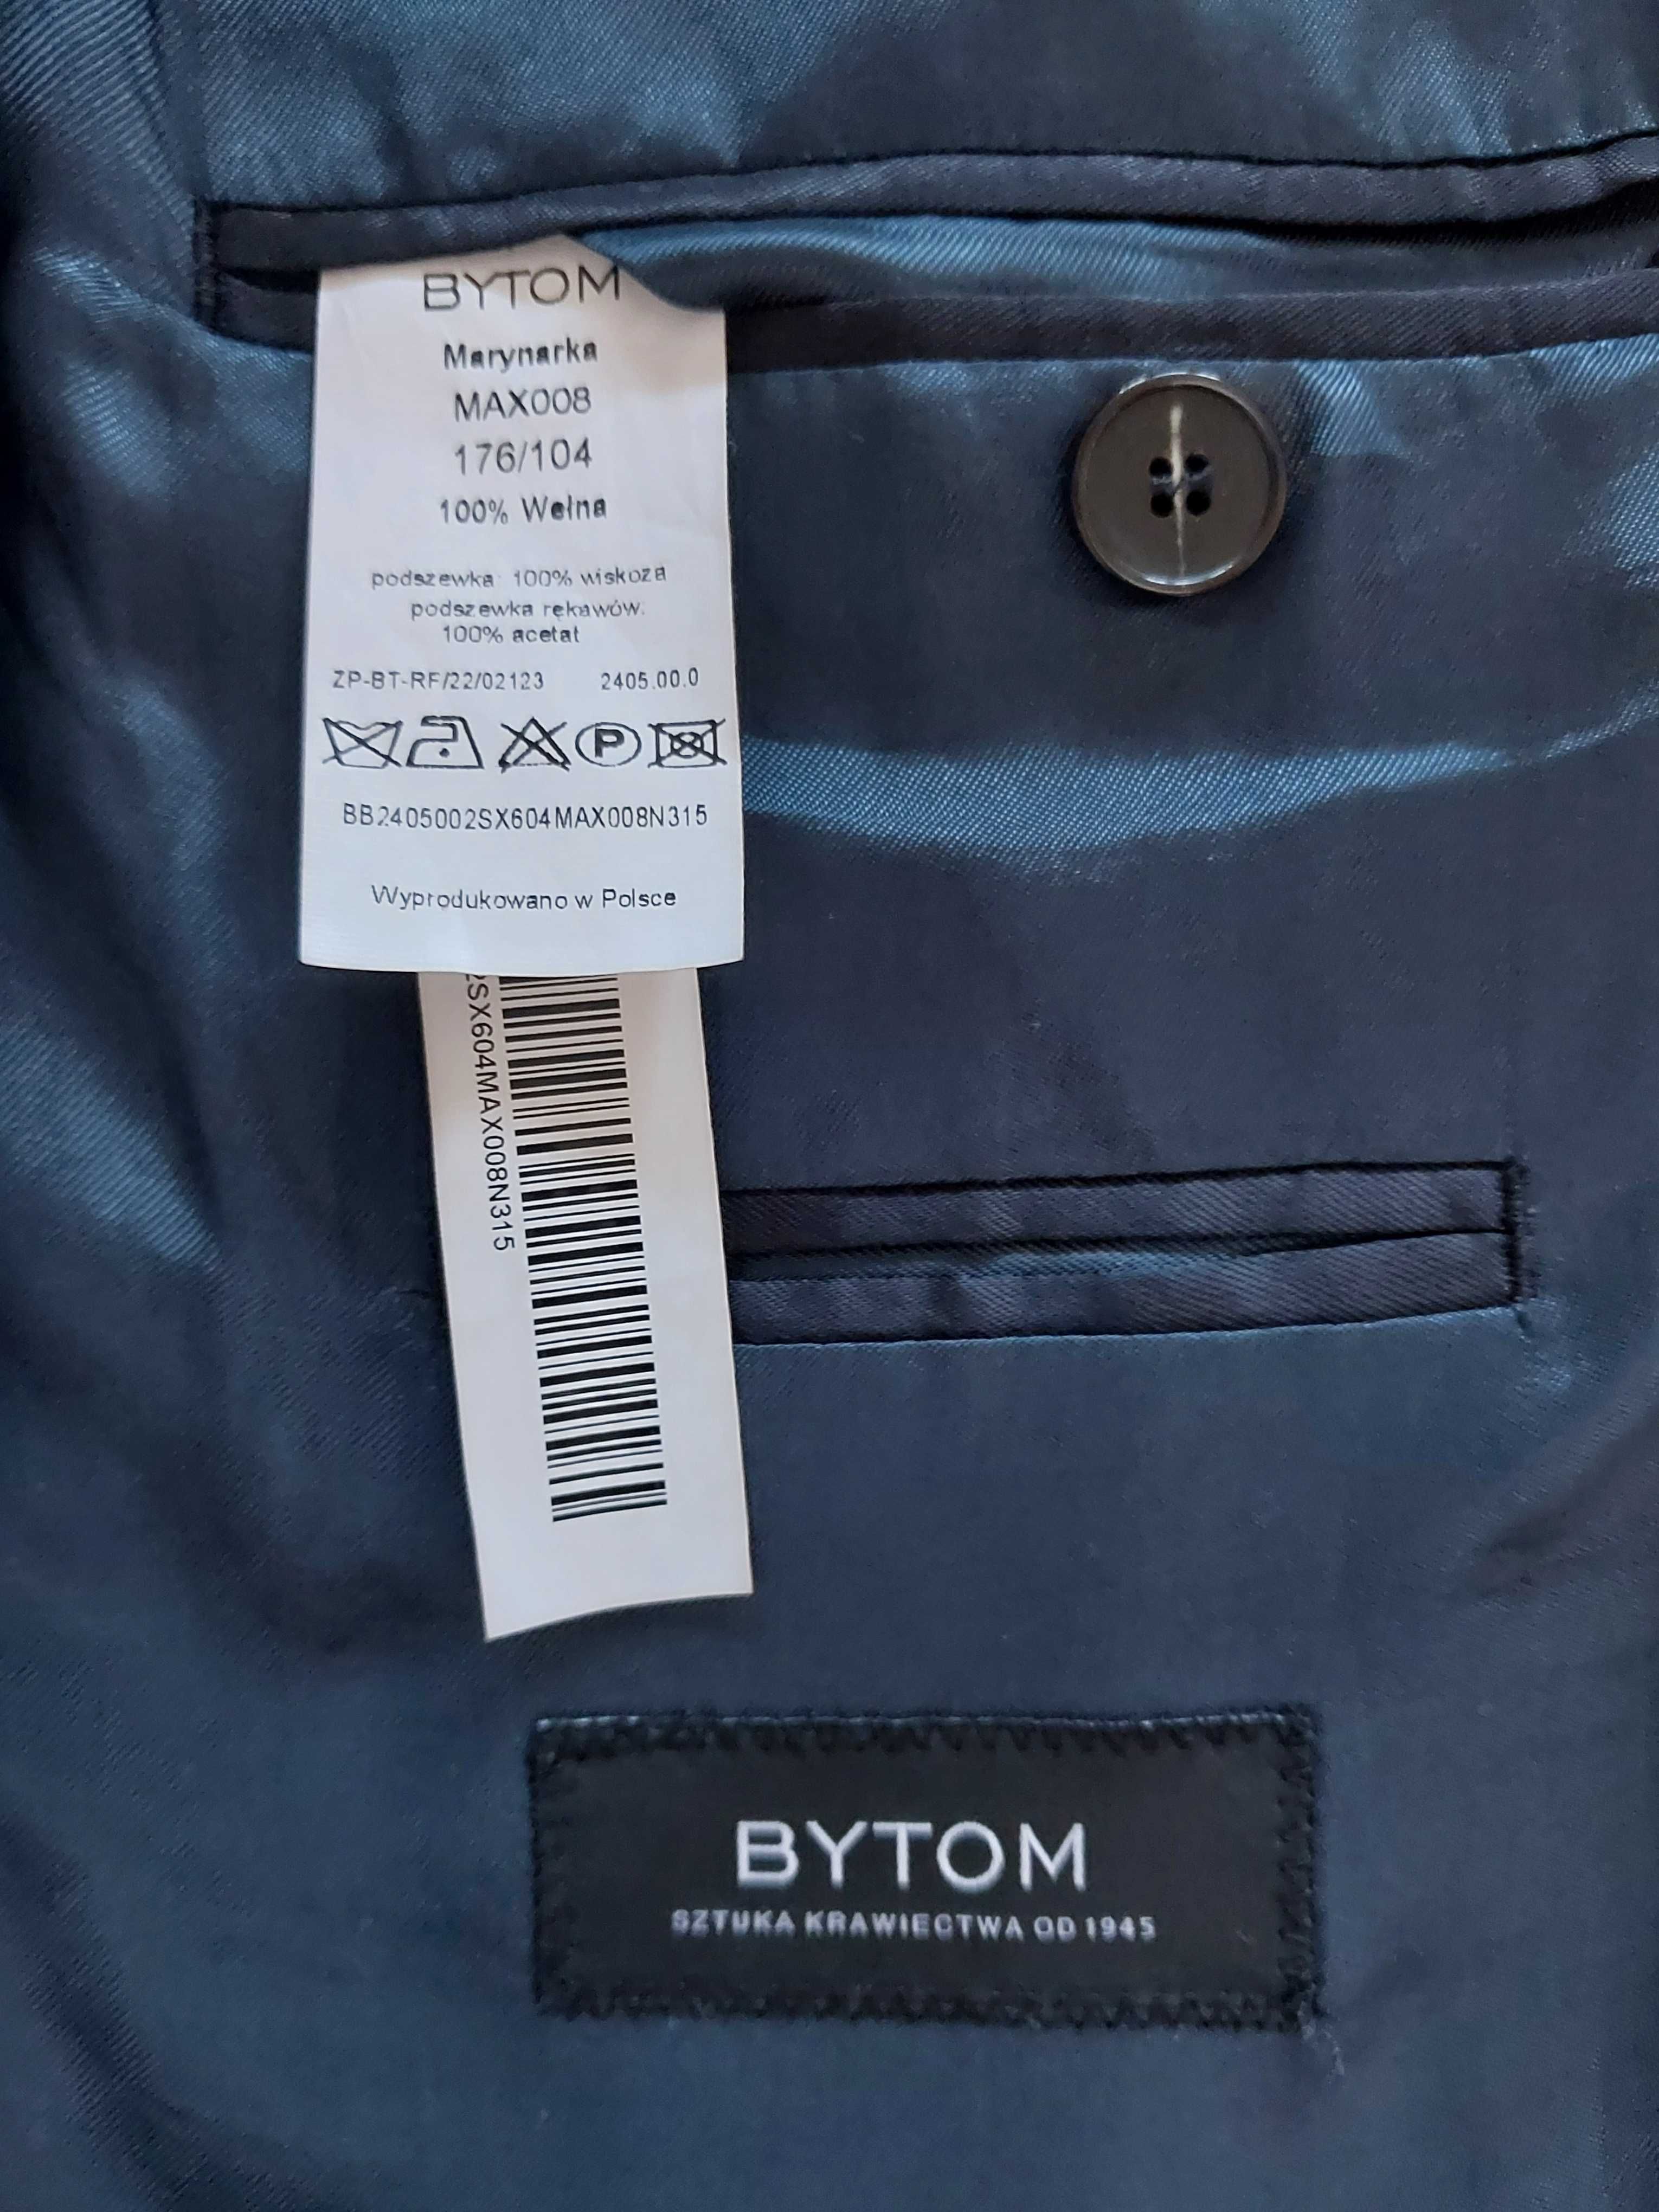 BYTOM
Marynarka
MAX008
176/104
100% Wełna
podszewka: 100% wiskoza
podszewka rękawów:
100% acetat
ZP-BT-RF/22/02123 2405.00.0
P
BB2405002SX604MAX008N315
Wyprodukowano w Polsce
2SX604MAX008N315
BYTOM
SZTUKA KRAWIECTWA OD 1945